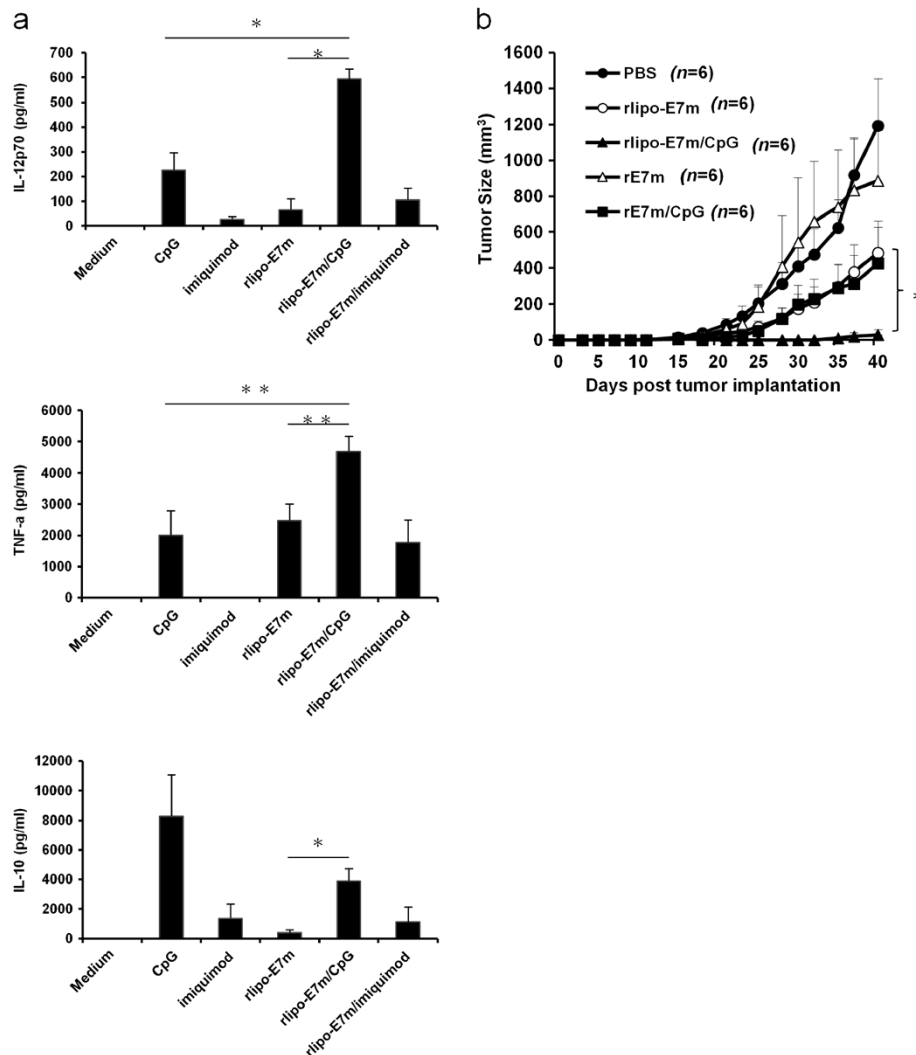 a
*
*
700
600
500
400
300
200
100
0
IL-12p70 (pg/ml)
Medium
CpG
imiquimod
rlipo-E7m
rlipo-E7m/CpG
rlipo-E7m/imiquimod
* *
* *
6000
5000
4000
3000
2000
1000
0
TNF-a (pg/ml)
Medium
CpG
imiquimod
rlipo-E7m
rlipo-E7m/CpG
rlipo-E7m/imiquimod
*
12000
10000
8000
6000
4000
2000
0
IL-10 (pg/ml)
Medium
CpG
imiquimod
rlipo-E7m
rlipo-E7m/CpG
rlipo-E7m/imiquimod
b
1600
1400
1200
1000
800
600
400
200
0
Tumor Size (mm³)
PBS (n=6)
rlipo-E7m (n=6)
rlipo-E7m/CpG (n=6)
rE7m (n=6)
rE7m/CpG (n=6)
*
0 5 10 15 20 25 30 35 40
Days post tumor implantation